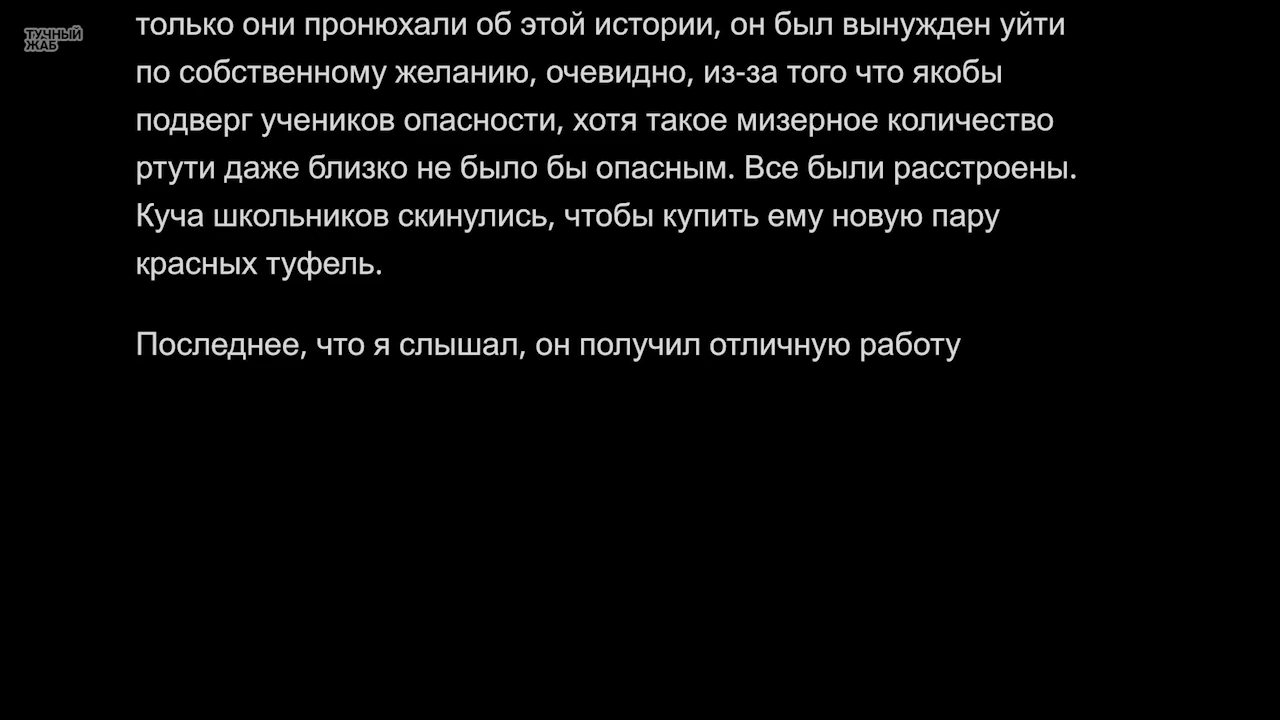 ТУЧНЫЙ
ЖАБ
только они пронюхали об этой истории, он был вынужден уйти
по собственному желанию, очевидно, из-за того что якобы
подверг учеников опасности, хотя такое мизерное количество
ртути даже близко не было бы опасным. Все были расстроены.
Куча школьников скинулись, чтобы купить ему новую пару
красных туфель.
Последнее, что я слышал, он получил отличную работу